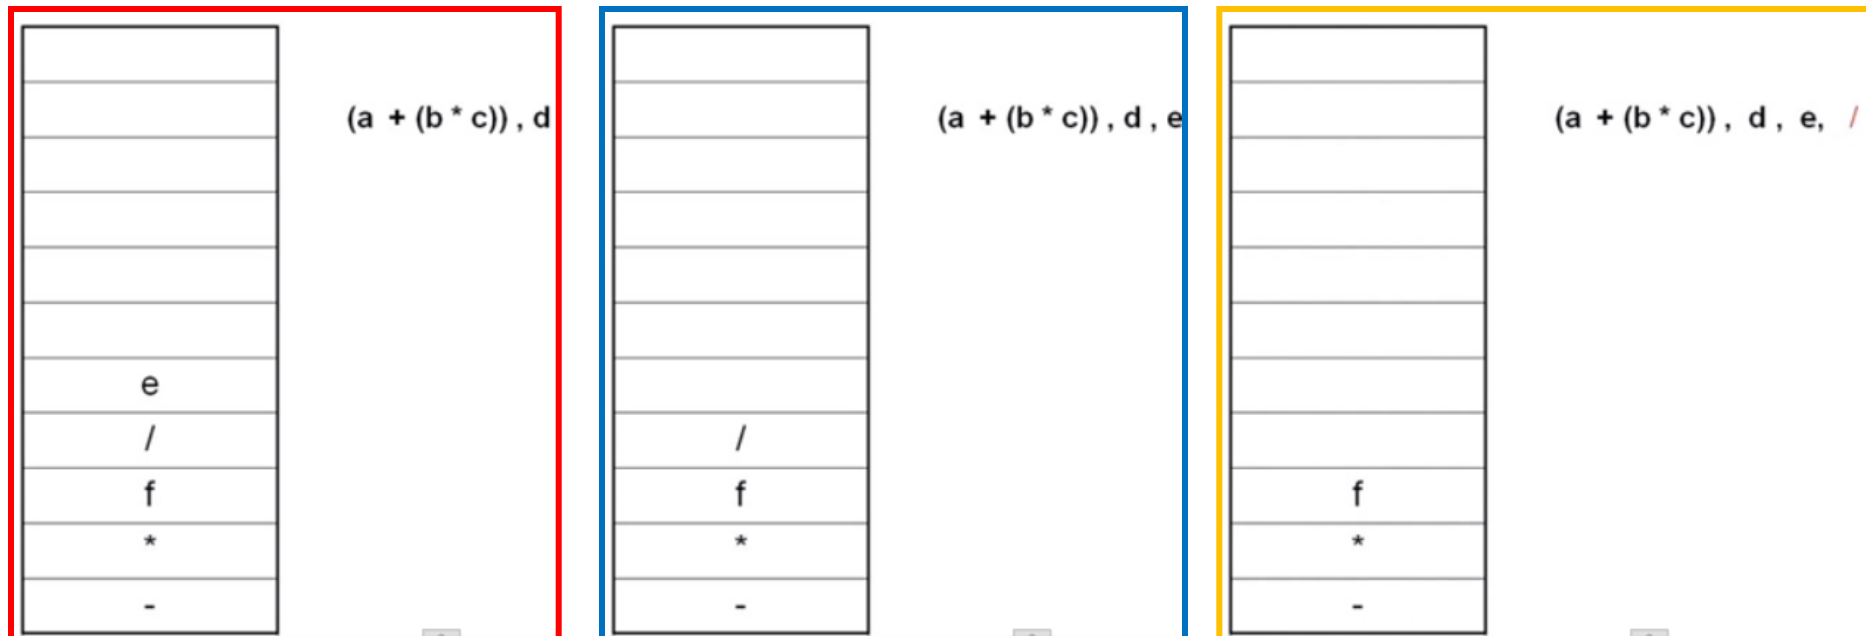 (a + (b * c)) , d
e
/
f
*
-
(a + (b * c)) , d , e
/
f
*
-
(a + (b * c)) , d , e, /
f
*
-